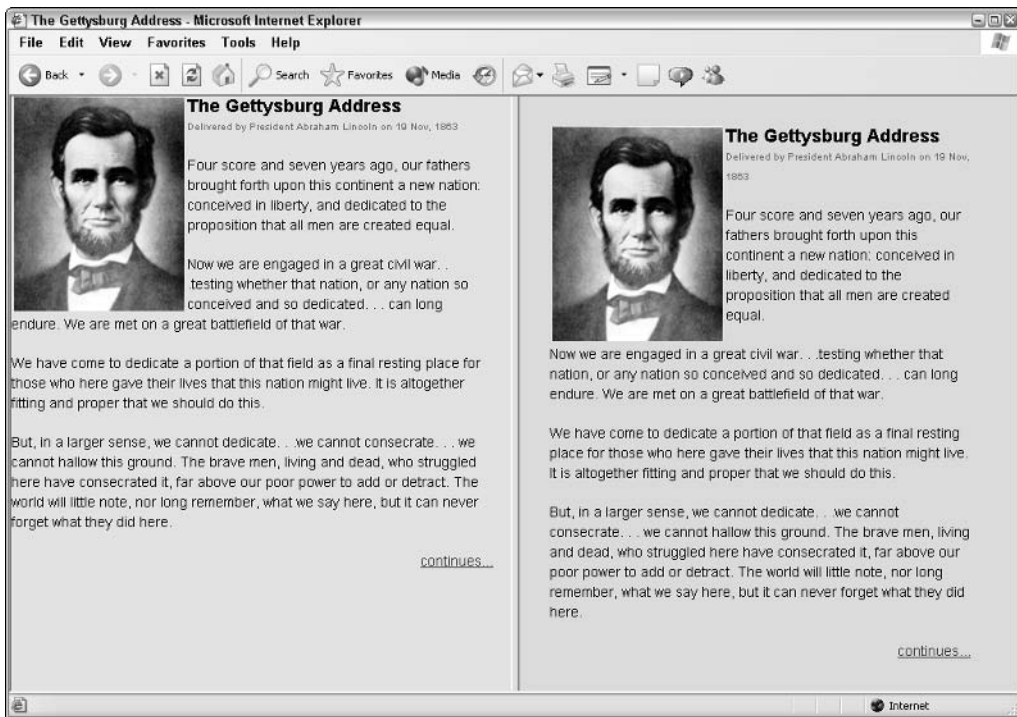 The Gettysburg Address - Microsoft Internet Explorer
File Edit View Favorites Tools Help
Back Search Favorites Media
The Gettysburg Address
Delivered by President Abraham Lincoln on 19 Nov, 1863
Four score and seven years ago, our fathers
brought forth upon this continent a new nation:
conceived in liberty, and dedicated to the
proposition that all men are created equal.
Now we are engaged in a great civil war. .
.testing whether that nation, or any nation so
conceived and so dedicated. . . can long
endure. We are met on a great battlefield of that war.
We have come to dedicate a portion of that field as a final resting place for
those who here gave their lives that this nation might live. It is altogether
fitting and proper that we should do this.
But, in a larger sense, we cannot dedicate. . .we cannot consecrate. . . we
cannot hallow this ground. The brave men, living and dead, who struggled
here have consecrated it, far above our poor power to add or detract. The
world will little note, nor long remember, what we say here, but it can never
forget what they did here.
continues...
The Gettysburg Address
Delivered by President Abraham Lincoln on 19 Nov,
1863
Four score and seven years ago, our
fathers brought forth upon this
continent a new nation: conceived in
liberty, and dedicated to the
proposition that all men are created
equal.
Now we are engaged in a great civil war. . .testing whether that
nation, or any nation so conceived and so dedicated. . . can long
endure. We are met on a great battlefield of that war.
We have come to dedicate a portion of that field as a final resting
place for those who here gave their lives that this nation might live.
It is altogether fitting and proper that we should do this.
But, in a larger sense, we cannot dedicate. . .we cannot
consecrate. . . we cannot hallow this ground. The brave men, living
and dead, who struggled here have consecrated it, far above our
poor power to add or detract. The world will little note, nor long
remember, what we say here, but it can never forget what they did
here.
continues...
Internet